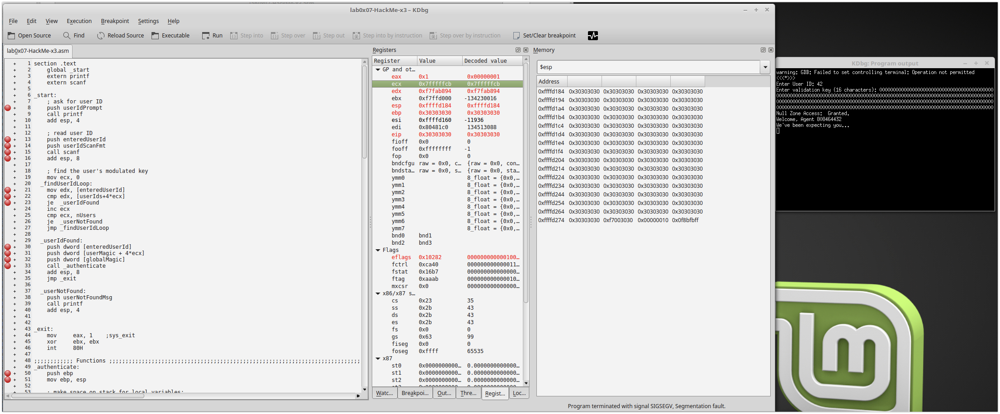 lab0x07-HackMe-x3 – KDbg
File Edit View Execution Breakpoint Settings Help
Open Source Find Reload Source Executable Run Step into Step over Step out Step into by instruction Step over by instruction Set/Clear breakpoint
lab0x07-HackMe-x3.asm
1 section .text
2 global _start
3 extern printf
4 extern scanf
5
6 _start:
7 ; ask for user ID
8 push userIdPrompt
9 call printf
10 add esp, 4
11
12 ; read user ID
13 push enteredUserId
14 push userIdScanFmt
15 call scanf
16 add esp, 8
17
18 ; find the user's modulated key
19 mov ecx, 0
20 _findUserIdLoop:
21 mov edx, [enteredUserId]
22 cmp edx, [userIds+4*ecx]
23 je _userIdFound
24 inc ecx
25 cmp ecx, nUsers
26 je _userNotFound
27 jmp _findUserIdLoop
28
29 _userIdFound:
30 push dword [enteredUserId]
31 push dword [userMagic + 4*ecx]
32 push dword [globalMagic]
33 call _authenticate
34 add esp, 8
35 jmp _exit
36
37 _userNotFound:
38 push userNotFoundMsg
39 call printf
40 add esp, 4
41
42
43 _exit:
44 mov eax, 1 ;sys_exit
45 xor ebx, ebx
46 int 80H
47
48 ;;;;;;;;;;;; Functions ;;;;;;;;;;;;;;;;;;;;;;;;;;;;;;;;;;;;;;;;;;;;;;;;;;;;;;;;;;;;;;;;;;;;;;;;;;;;;
49 _authenticate:
50 push ebp
51 mov ebp, esp
52
53 ; make space on stack for local variables:
Registers
Register Value Decoded value
GP and ot…
eax 0x1 0x00000001
ecx 0x7fffffcb 0x7fffffcb
edx 0xf7fab894 0xf7fab894
ebx 0xf7ffd000 -134230016
esp 0xffffd184 0xffffd184
ebp 0x30303030 0x30303030
esi 0xffffd160 -11936
edi 0x80481c0 134513088
eip 0x30303030 0x30303030
fioff 0x0 0
fooff 0xffffffff -1
fop 0x0 0
bndcfgu raw = 0x0, c… {raw = 0x0, con…
bndsta… raw = 0x0, s… {raw = 0x0, sta…
ymm0 8_float = {0x0,…
ymm1 8_float = {0x0,…
ymm2 8_float = {0x0,…
ymm3 8_float = {0x0,…
ymm4 8_float = {0x0,…
ymm5 8_float = {0x0,…
ymm6 8_float = {0x0,…
ymm7 8_float = {0x0,…
bnd0 bnd1
bnd2 bnd3
Flags
eflags 0x10282 000000000000100…
fctrl 0xca40 000000000000011…
fstat 0x16b7 000000000000000…
ftag 0xaaab 000000000000010…
mxcsr 0x0 000000000000000…
x86/x87 s…
cs 0x23 35
ss 0x2b 43
ds 0x2b 43
es 0x2b 43
fs 0x0 0
gs 0x63 99
fiseg 0x0 0
foseg 0xffff 65535
x87
st0 0x0000000000… 0.0000000000000…
st1 0x0000000000… 0.0000000000000…
st2 0x0000000000… 0.0000000000000…
Watc… Breakpoi… Out… Thre… Regist… Loc…
Memory
$esp
Address
0xffffd184 0x30303030 0x30303030 0x30303030 0x30303030
0xffffd194 0x30303030 0x30303030 0x30303030 0x30303030
0xffffd1a4 0x30303030 0x30303030 0x30303030 0x30303030
0xffffd1b4 0x30303030 0x30303030 0x30303030 0x30303030
0xffffd1c4 0x30303030 0x30303030 0x30303030 0x30303030
0xffffd1d4 0x30303030 0x30303030 0x30303030 0x30303030
0xffffd1e4 0x30303030 0x30303030 0x30303030 0x30303030
0xffffd1f4 0x30303030 0x30303030 0x30303030 0x30303030
0xffffd204 0x30303030 0x30303030 0x30303030 0x30303030
0xffffd214 0x30303030 0x30303030 0x30303030 0x30303030
0xffffd224 0x30303030 0x30303030 0x30303030 0x30303030
0xffffd234 0x30303030 0x30303030 0x30303030 0x30303030
0xffffd244 0x30303030 0x30303030 0x30303030 0x30303030
0xffffd254 0x30303030 0x30303030 0x30303030 0x30303030
0xffffd264 0x30303030 0x30303030 0x30303030 0x30303030
0xffffd274 0x30303030 0xf7003030 0x00000010 0x0f8bfbff
Program terminated with signal SIGSEGV, Segmentation fault.
KDbg: Program output
warning: GDB: Failed to set controlling terminal: Operation not permitted
<<<*>>>
Enter User ID: 42
Enter validation key (16 characters): 000000000000000000000000000000000000000000
00000000000000000000000000000000000000000000000000000000000000000000000000000000
00000000000000000000000000000000000000000000000000000000000000000000000000000000
00000000000000000000000000000000000000000000000000000000000000000000000000000000
Null Zone Access: Granted.
Welcome, Agent 808464432
We've been expecting you...